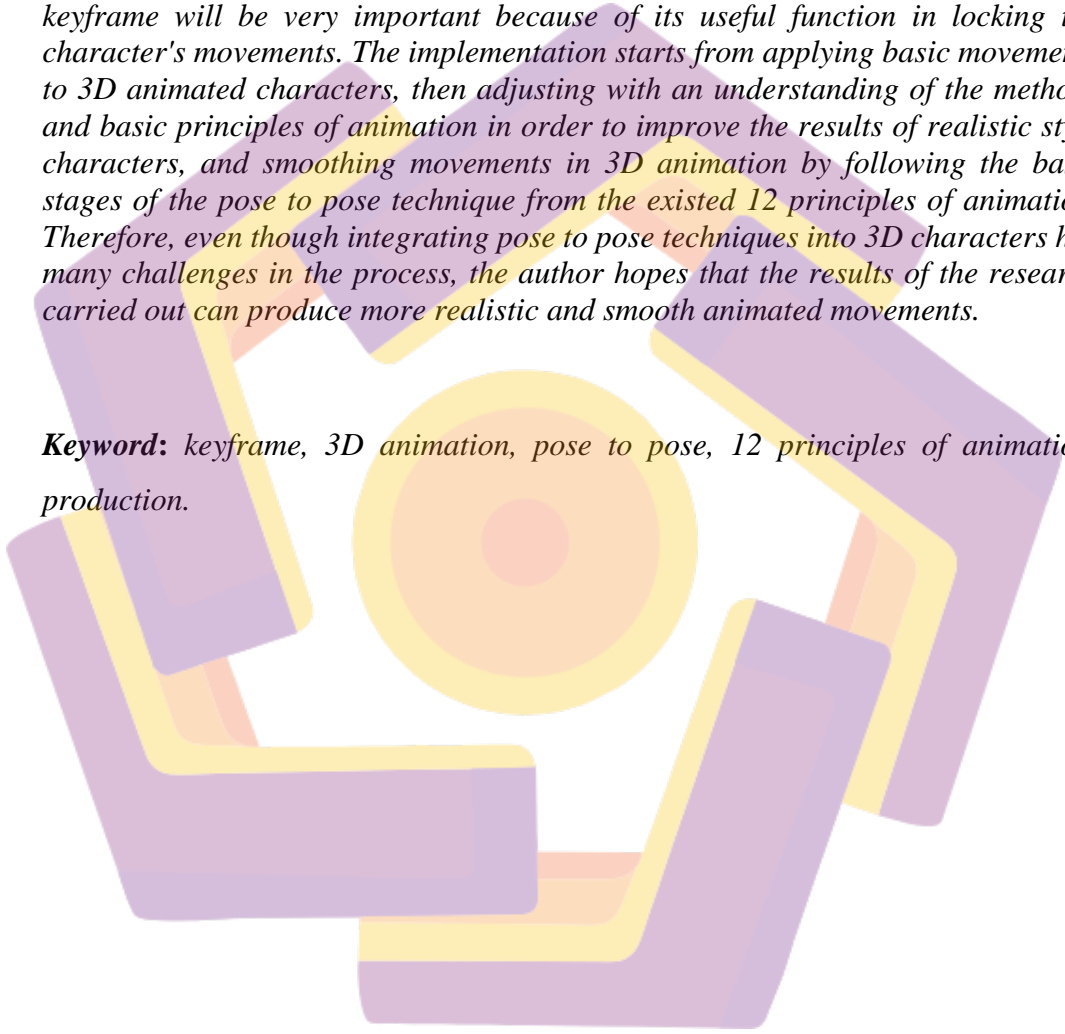 keyframe will be very important because of its useful function in locking t
character's movements. The implementation starts from applying basic movemen
to 3D animated characters, then adjusting with an understanding of the metho
and basic principles of animation in order to improve the results of realistic sty
characters, and smoothing movements in 3D animation by following the ba
stages of the pose to pose technique from the existed 12 principles of animatio
Therefore, even though integrating pose to pose techniques into 3D characters h
many challenges in the process, the author hopes that the results of the resear
carried out can produce more realistic and smooth animated movements.
Keyword: keyframe, 3D animation, pose to pose, 12 principles of animatio
production.